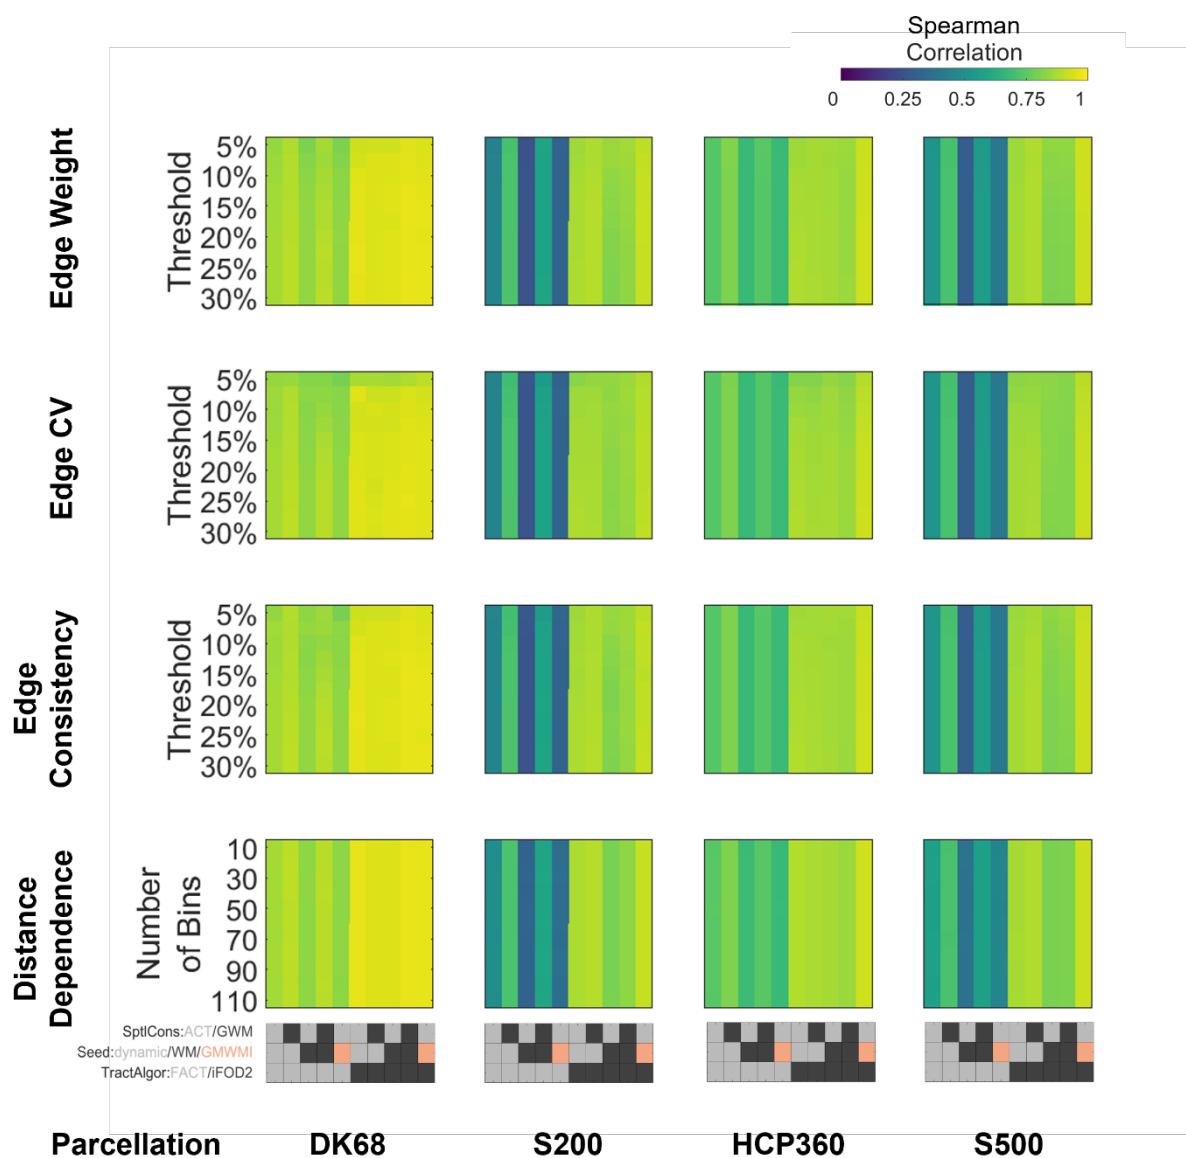 Spearman
Correlation
0 0.25 0.5 0.75 1
Edge Weight
Threshold
5%
10%
15%
20%
25%
30%
Edge CV
Threshold
5%
10%
15%
20%
25%
30%
Edge
Consistency
Threshold
5%
10%
15%
20%
25%
30%
Distance
Dependence
Number
of Bins
10
30
50
70
90
110
SptlCons:ACT/GWM
Seed:dynamic/WM/GMWMI
TractAlgor:FACT/iFOD2
Parcellation DK68 S200 HCP360 S500